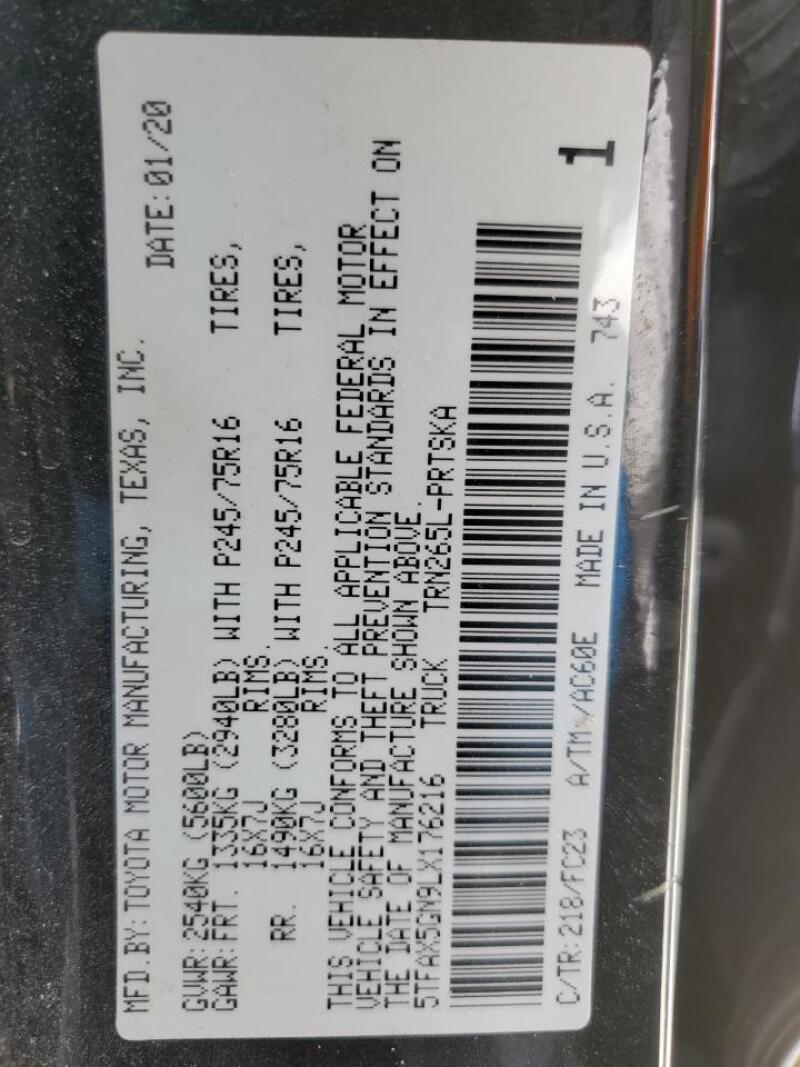 MFD.BY:TOYOTA MOTOR MANUFACTURING, TEXAS, INC.
DATE:01/20
GVWR:2540KG (5600LB)
GAWR:FRT. 1335KG (2940LB) WITH P245/75R16 TIRES,
16X7J RIMS.
RR. 1490KG (3280LB) WITH P245/75R16 TIRES,
16X7J RIMS.
THIS VEHICLE CONFORMS TO ALL APPLICABLE FEDERAL MOTOR
VEHICLE SAFETY AND THEFT PREVENTION STANDARDS IN EFFECT ON
THE DATE OF MANUFACTURE SHOWN ABOVE.
5TFAX5GN9LX176216 TRUCK TRN265L-PRTSKA
1
C/TR:218/FC23 A/TM: /AC60E MADE IN U.S.A. 743